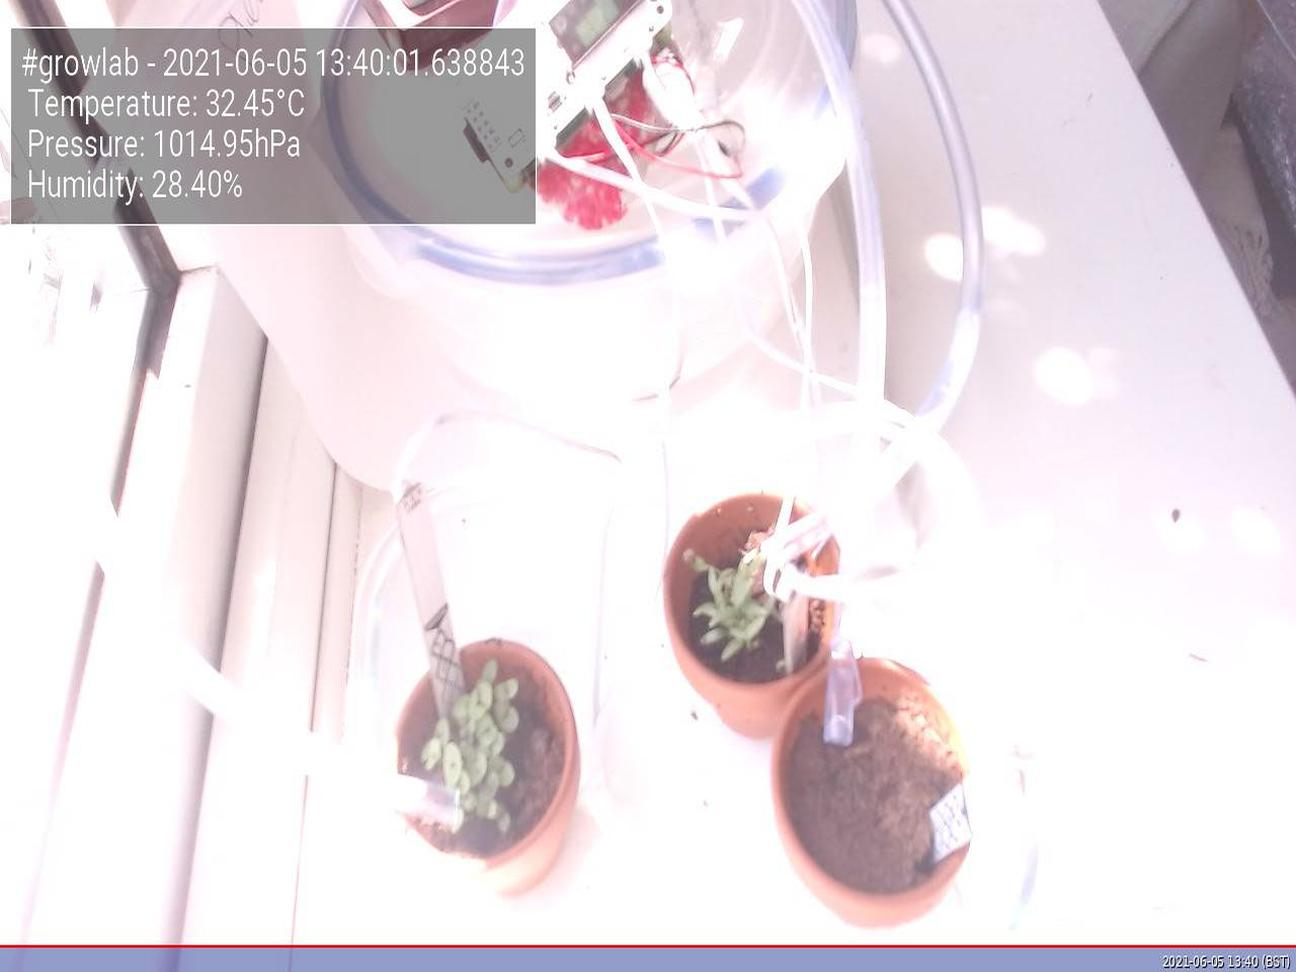 #growlab - 2021-06-05 13:40:01.638843
Temperature: 32.45°C
Pressure: 1014.95hPa
Humidity: 28.40%
2021-06-05 13:40 (BST)